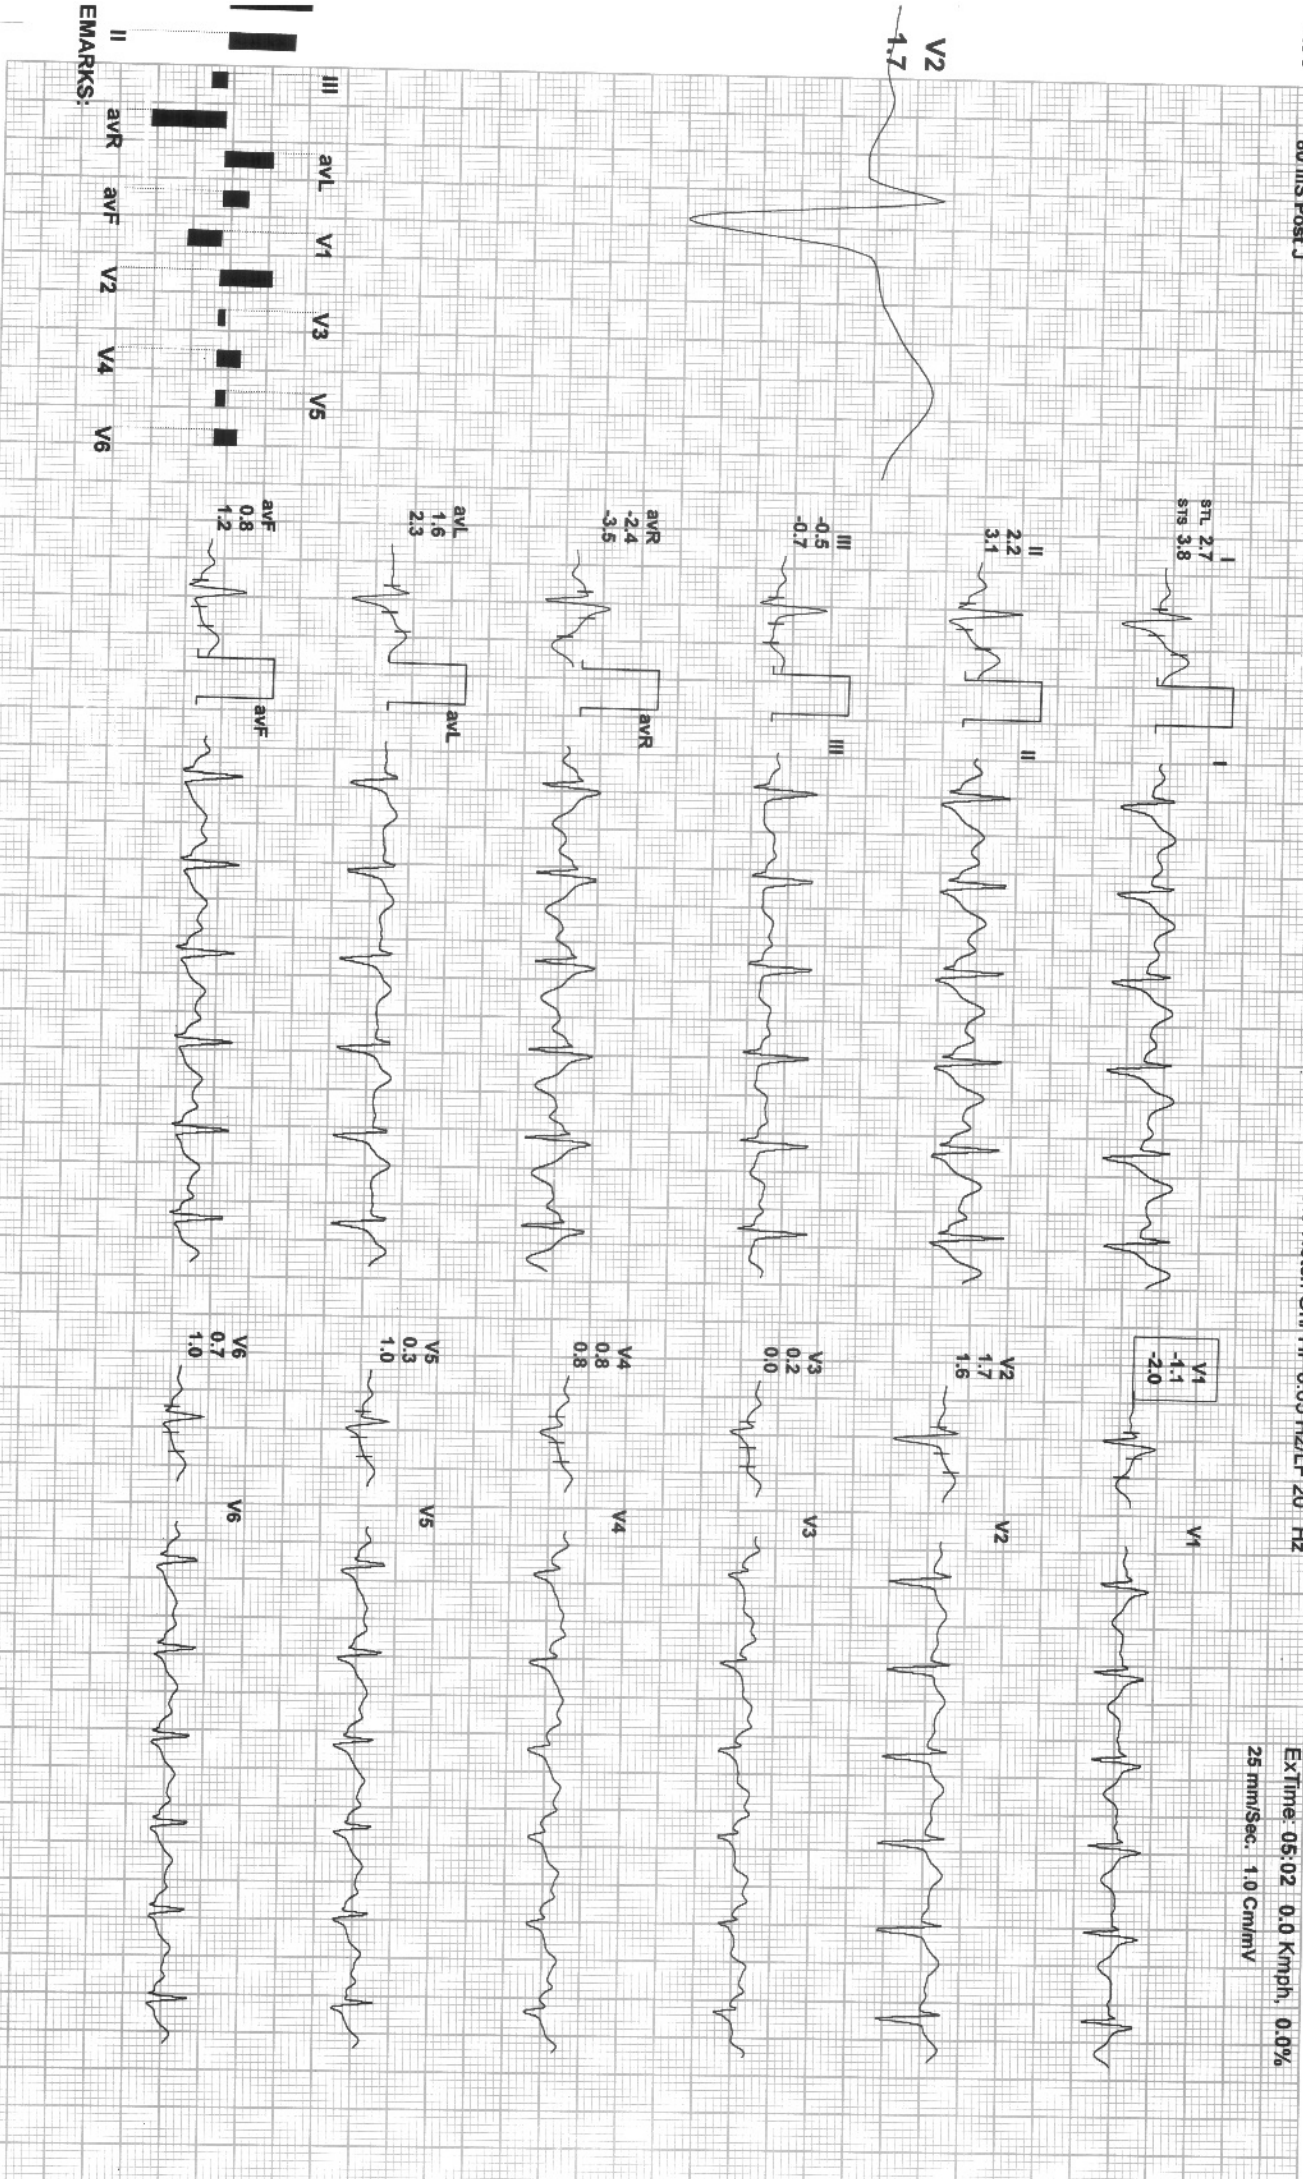 80 mS Post J
ExTime: 05:02 0.0 Kmph, 0.0%
25 mm/Sec. 1.0 Cm/mV
V2
1.7
I
STL 2.7
STS 3.8
I
II
2.2
3.1
II
III
-0.5
-0.7
III
avR
-2.4
-3.5
avR
avL
1.6
2.3
avL
avF
0.8
1.2
avF
V1
-1.1
-2.0
V1
V2
1.7
1.6
V2
V3
0.2
0.0
V3
V4
0.8
0.8
V4
V5
0.3
1.0
V5
V6
0.7
1.0
V6
III avL V1 V3 V5
II avR avF V2 V4 V6
EMARKS: